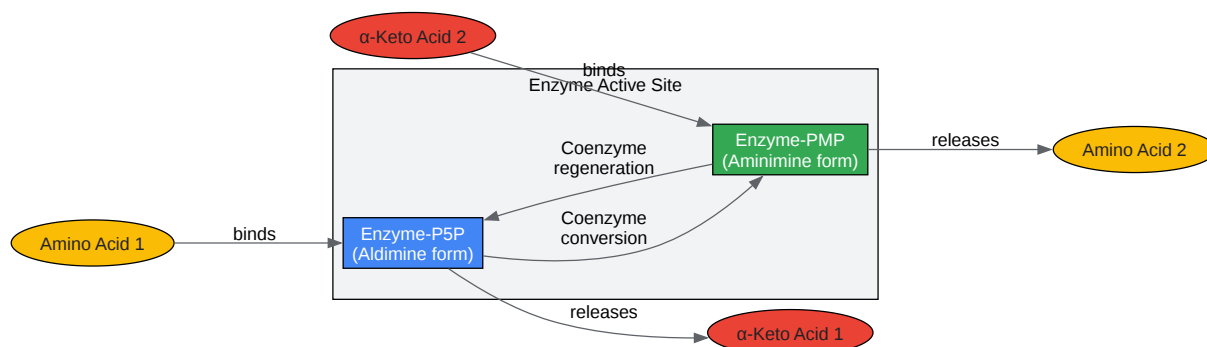 α-Keto Acid 2
binds
Enzyme Active Site
Enzyme-PMP
(Aminimine form)
releases
Amino Acid 2
Coenzyme
regeneration
Coenzyme
conversion
Amino Acid 1
binds
Enzyme-P5P
(Aldimine form)
releases
α-Keto Acid 1